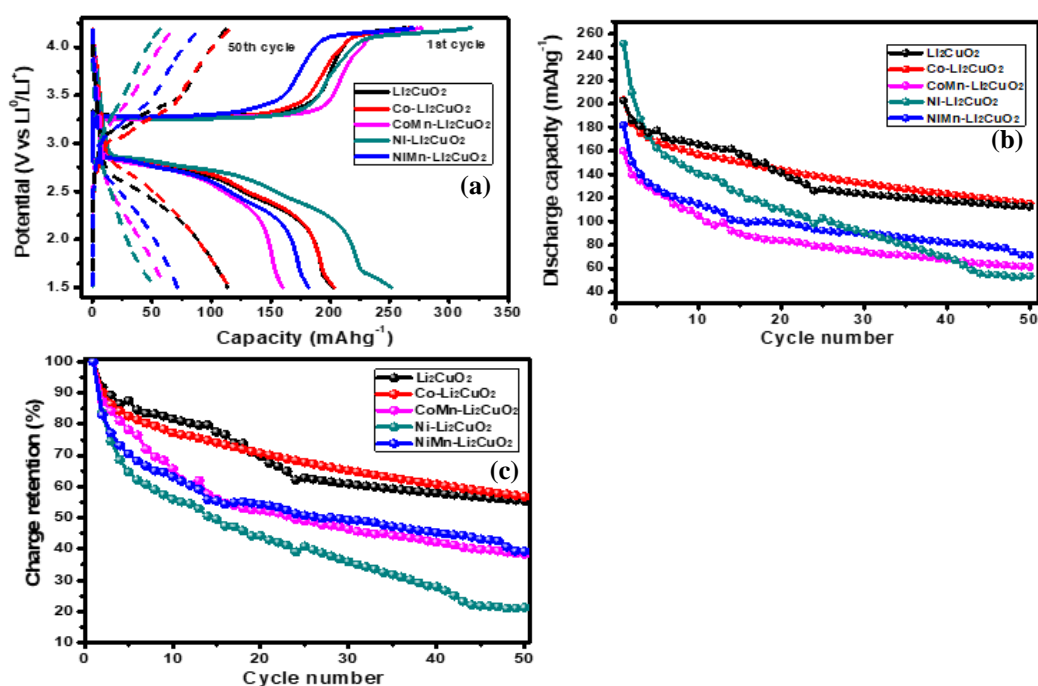 4.0
3.5
3.0
2.5
2.0
1.5
Potential (V vs Li⁰/Li⁺)
50th cycle
1st cycle
Li₂CuO₂
Co-Li₂CuO₂
CoMn-Li₂CuO₂
Ni-Li₂CuO₂
NiMn-Li₂CuO₂
(a)
0 50 100 150 200 250 300 350
Capacity (mAhg⁻¹)
260
240
220
200
180
160
140
120
100
80
60
40
Discharge capacity (mAhg⁻¹)
Li₂CuO₂
Co-Li₂CuO₂
CoMn-Li₂CuO₂
Ni-Li₂CuO₂
NiMn-Li₂CuO₂
(b)
0 10 20 30 40 50
Cycle number
100
90
80
70
60
50
40
30
20
10
Charge retention (%)
Li₂CuO₂
Co-Li₂CuO₂
CoMn-Li₂CuO₂
Ni-Li₂CuO₂
NiMn-Li₂CuO₂
(c)
0 10 20 30 40 50
Cycle number